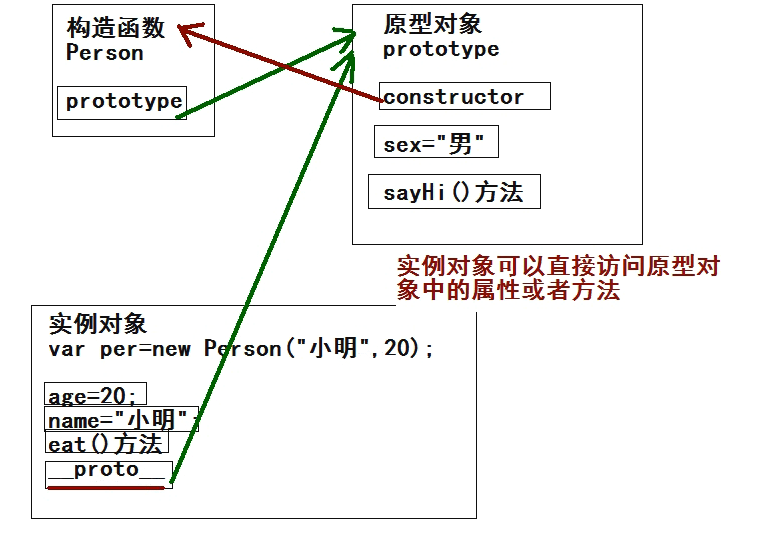 构造函数
Person
prototype
原型对象
prototype
constructor
sex="男"
sayHi()方法
实例对象可以直接访问原型对
象中的属性或者方法
实例对象
var per=new Person("小明",20);
age=20;
name="小明";
eat()方法
__proto__